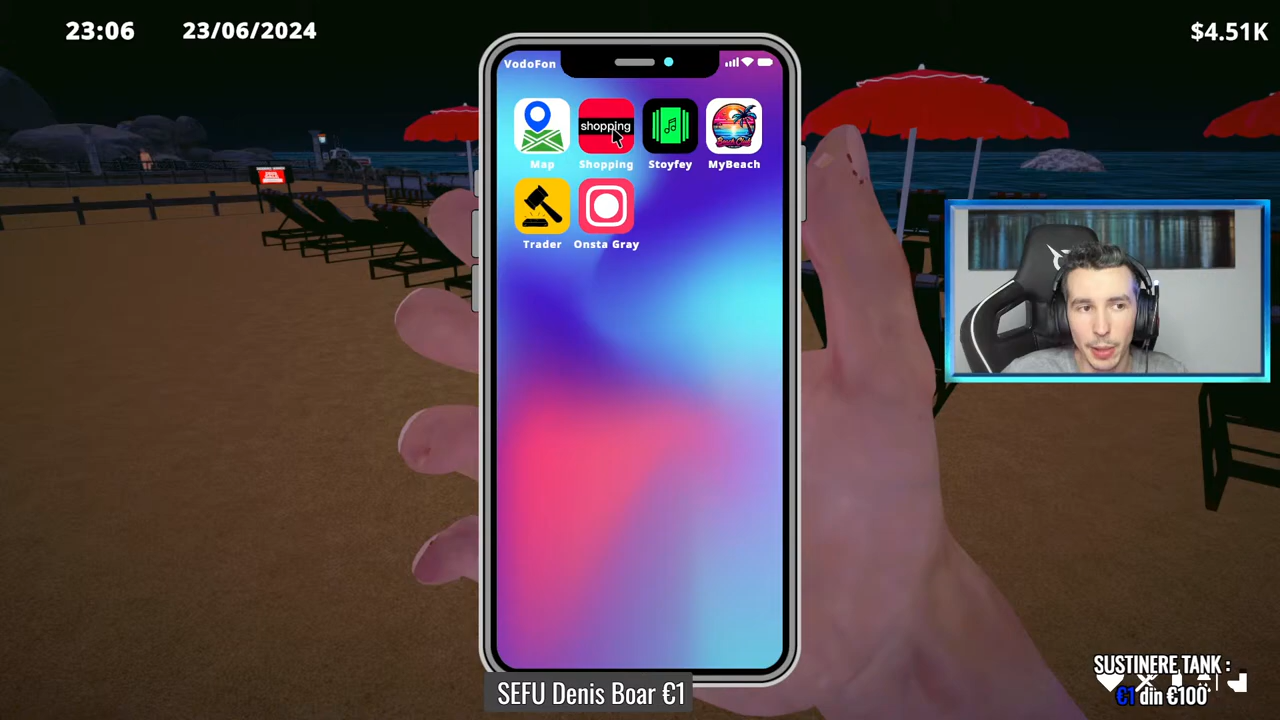 23:06 23/06/2024 $4.51K
VodoFon
shopping
Map Shopping Stoyfey MyBeach
Trader Onsta Gray
SUSTINERE TANK :
€1 din €100
SEFU Denis Boar €1